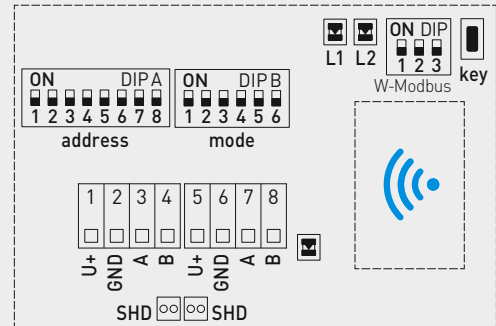 ON DIP
1 2 3
L1 L2
W-Modbus
key
ON DIP A
1 2 3 4 5 6 7 8
address
ON DIP B
1 2 3 4 5 6
mode
1 2 3 4 5 6 7 8
U+ GND A B U+ GND A B
SHD SHD